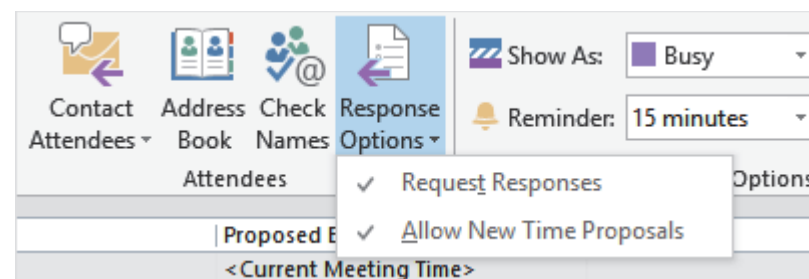 Contact
Attendees
Address
Book
Check
Names
Response
Options
Attendees
Show As:
Busy
Reminder:
15 minutes
Options
Request Responses
Allow New Time Proposals
Proposed
<Current Meeting Time>